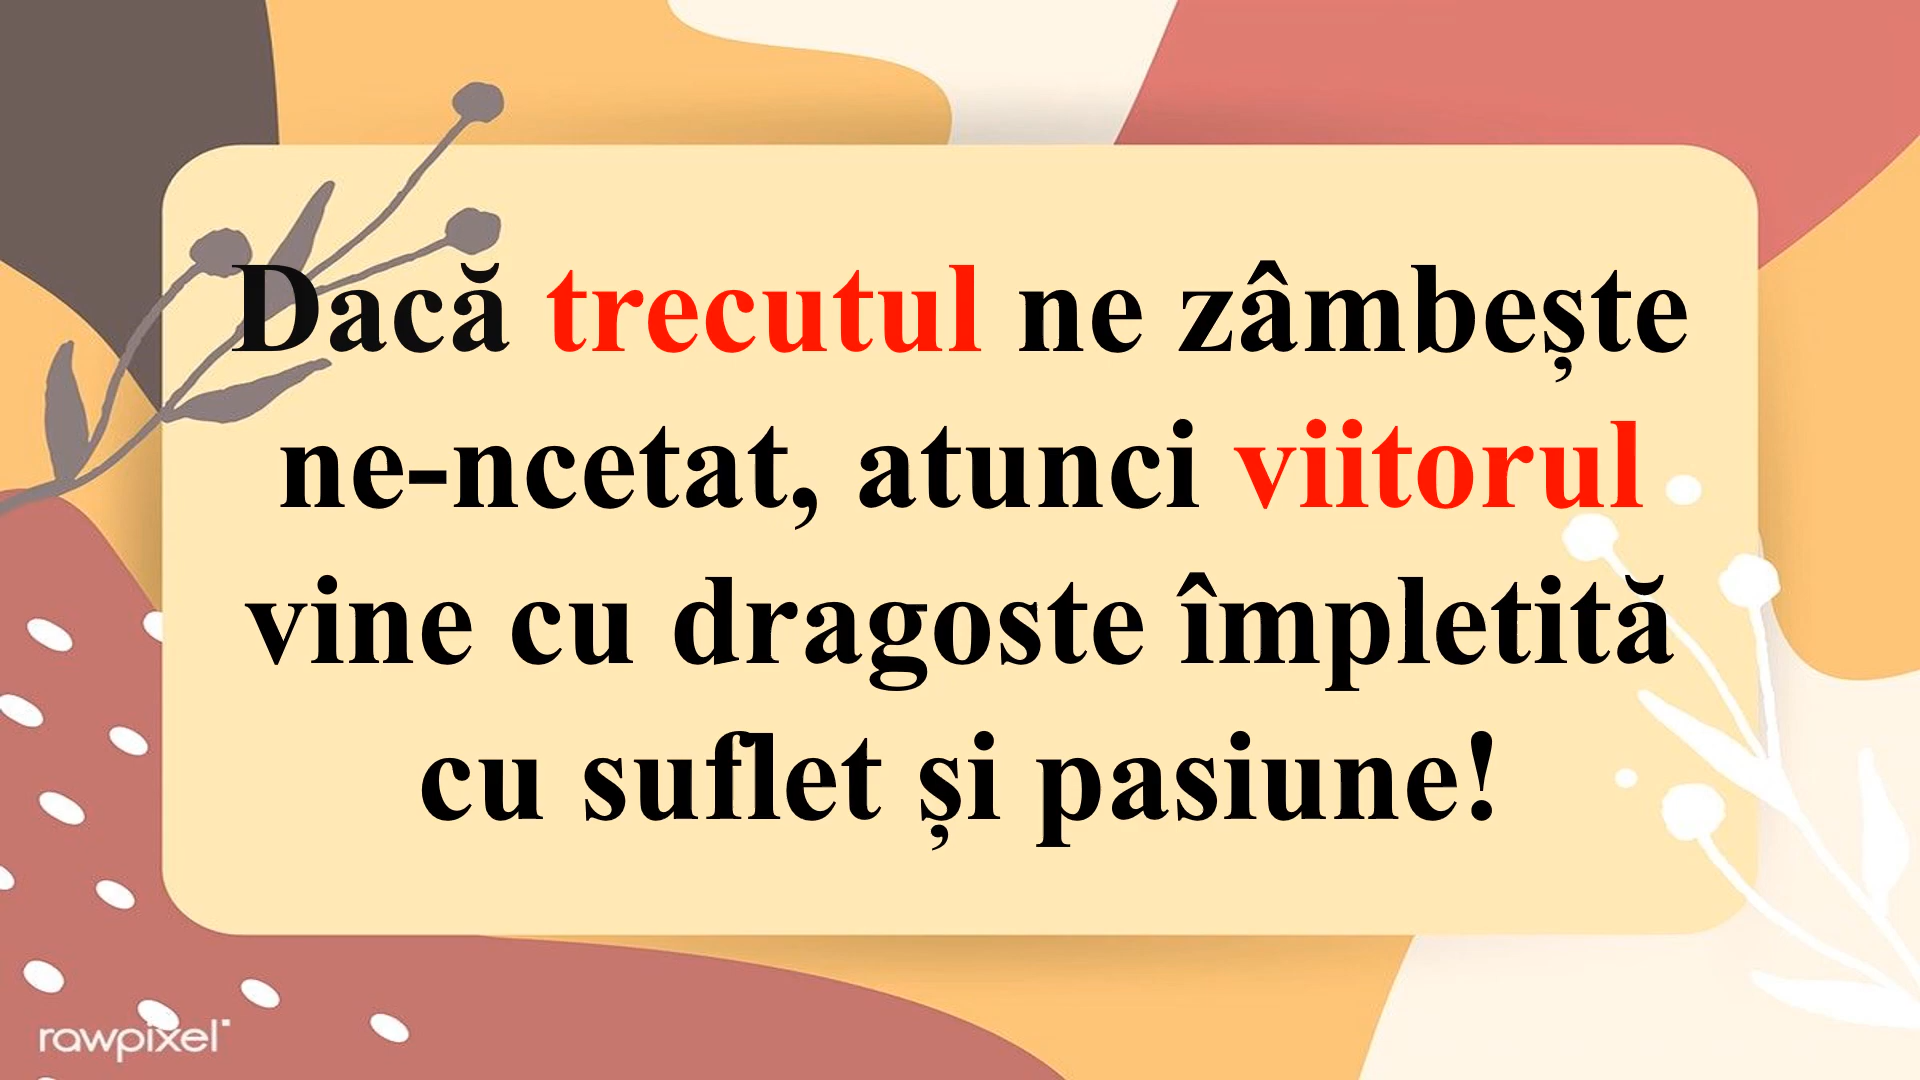 Dacă trecutul ne zâmbește
ne-ncetat, atunci viitorul
vine cu dragoste împletită
cu suflet și pasiune!
rawpixel